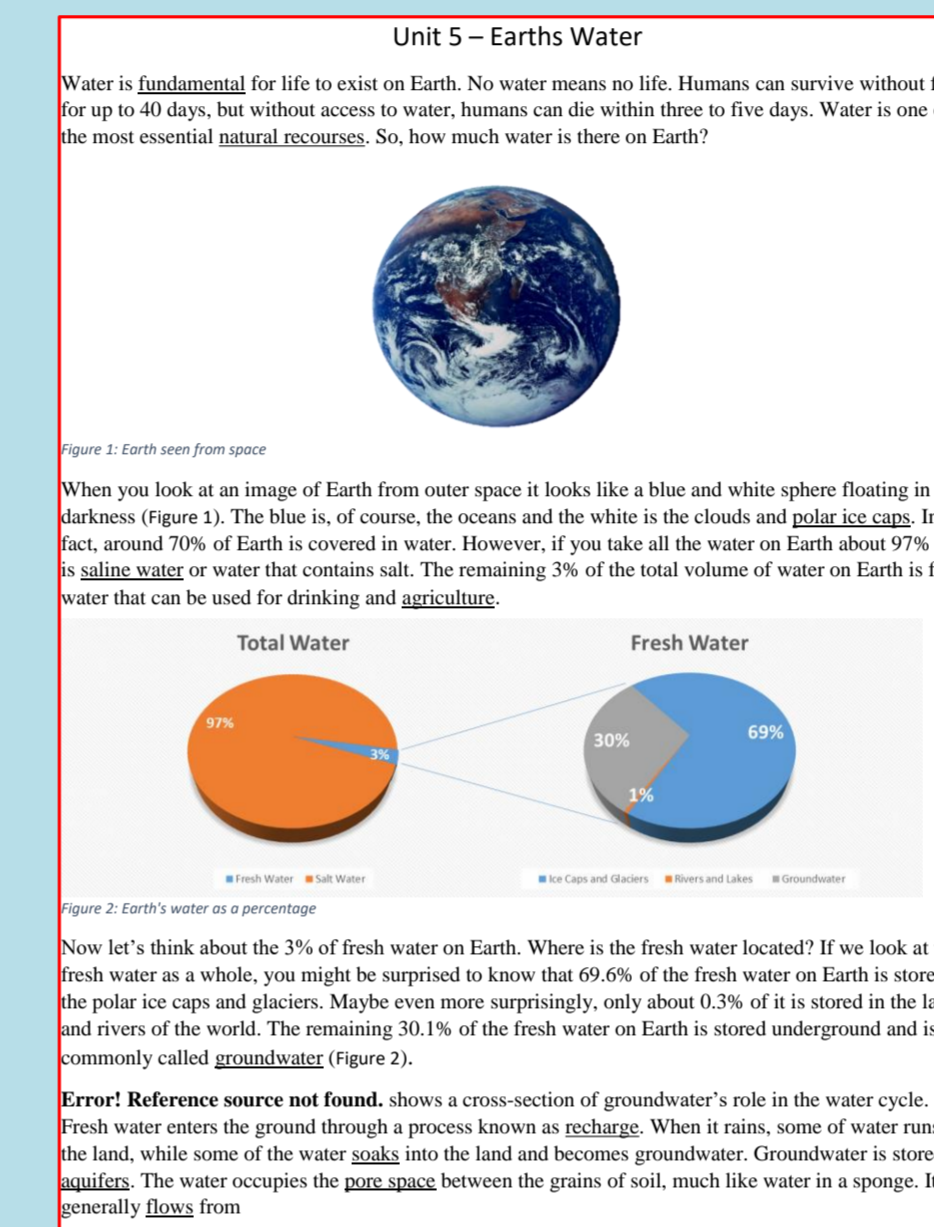 Unit 5 – Earths Water
Water is fundamental for life to exist on Earth. No water means no life. Humans can survive without
for up to 40 days, but without access to water, humans can die within three to five days. Water is one
the most essential natural recourses. So, how much water is there on Earth?
Figure 1: Earth seen from space
When you look at an image of Earth from outer space it looks like a blue and white sphere floating in
darkness (Figure 1). The blue is, of course, the oceans and the white is the clouds and polar ice caps. In
fact, around 70% of Earth is covered in water. However, if you take all the water on Earth about 97%
is saline water or water that contains salt. The remaining 3% of the total volume of water on Earth is
water that can be used for drinking and agriculture.
Total Water
Fresh Water
97%
3%
30%
69%
1%
Fresh Water Salt Water
Ice Caps and Glaciers Rivers and Lakes Groundwater
Figure 2: Earth's water as a percentage
Now let's think about the 3% of fresh water on Earth. Where is the fresh water located? If we look at
fresh water as a whole, you might be surprised to know that 69.6% of the fresh water on Earth is store
the polar ice caps and glaciers. Maybe even more surprisingly, only about 0.3% of it is stored in the la
and rivers of the world. The remaining 30.1% of the fresh water on Earth is stored underground and is
commonly called groundwater (Figure 2).
Error! Reference source not found. shows a cross-section of groundwater's role in the water cycle.
Fresh water enters the ground through a process known as recharge. When it rains, some of water runs
the land, while some of the water soaks into the land and becomes groundwater. Groundwater is store
aquifers. The water occupies the pore space between the grains of soil, much like water in a sponge. It
generally flows from